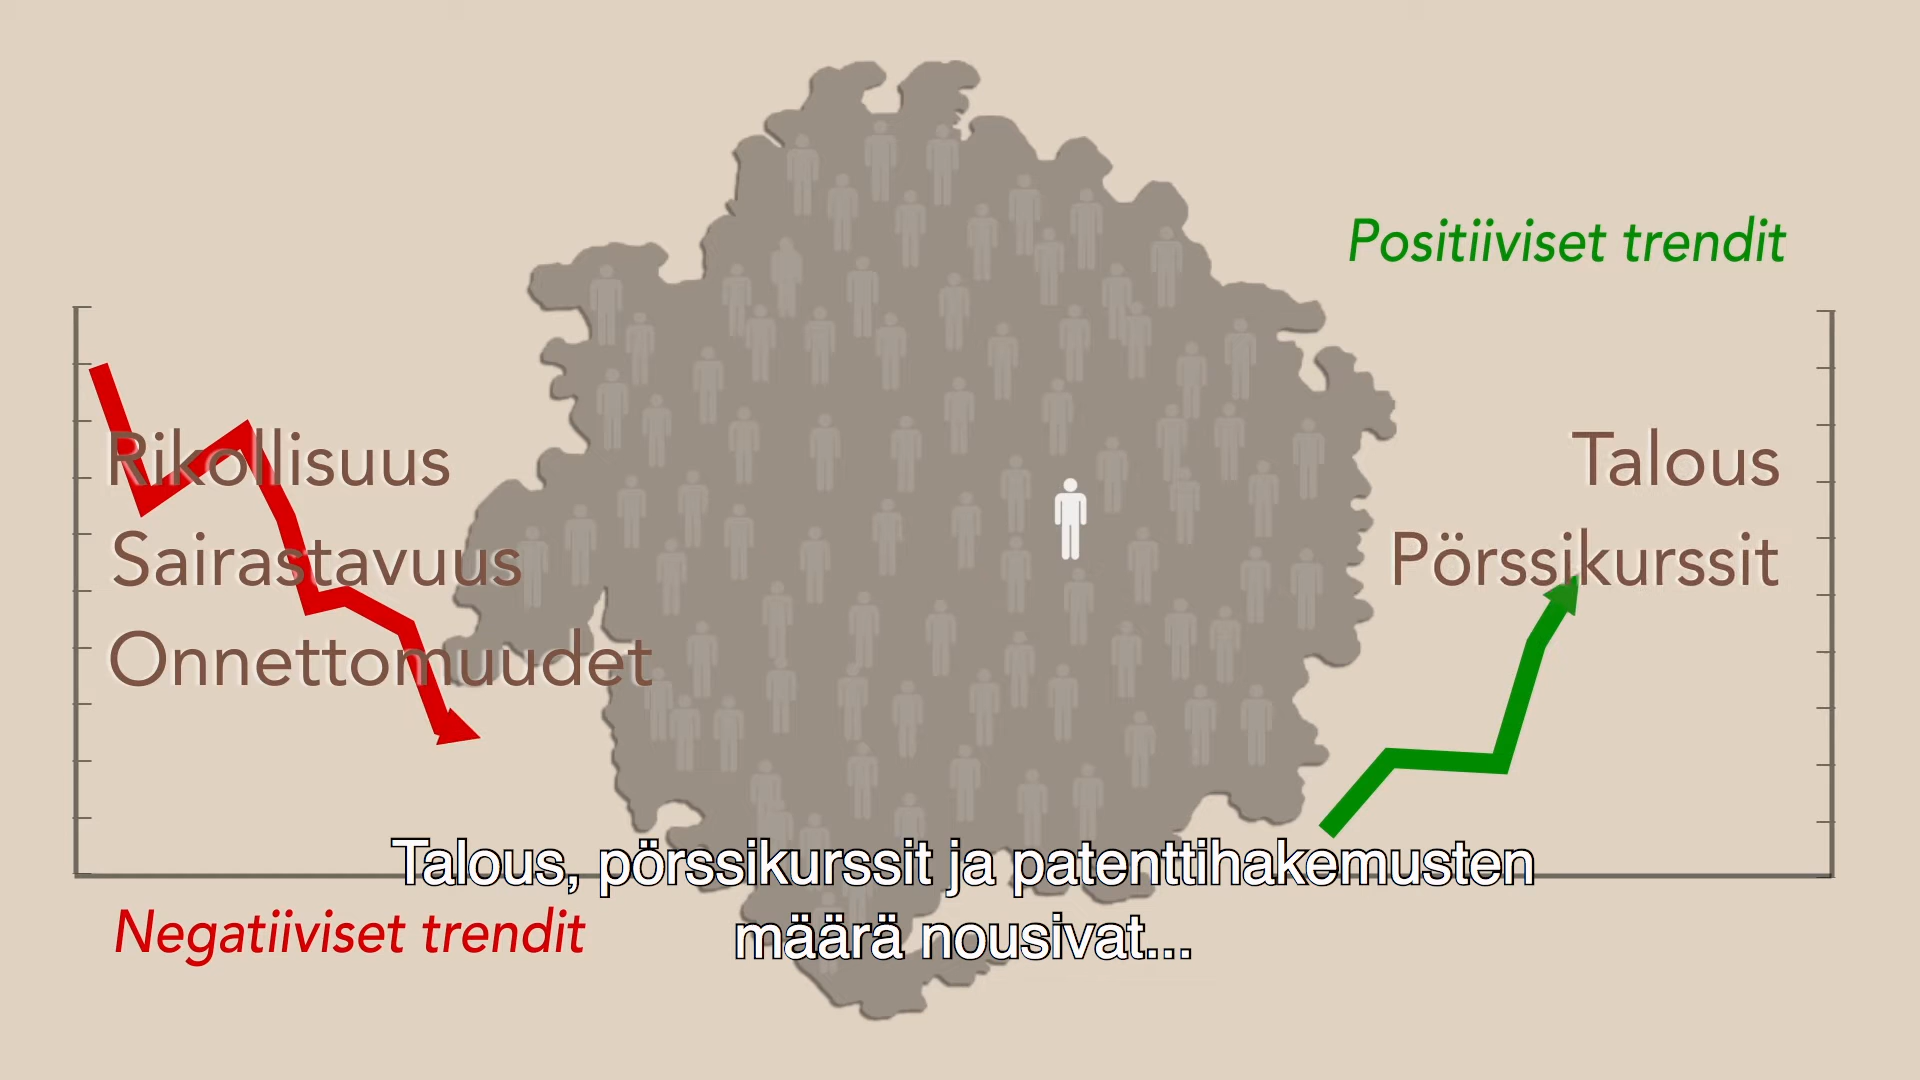 Positiiviset trendit
Rikollisuus
Sairastavuus
Onnettomuudet
Talous
Pörssikurssit
Talous, pörssikurssit ja patenttihakemusten
määrä nousivat...
Negatiiviset trendit